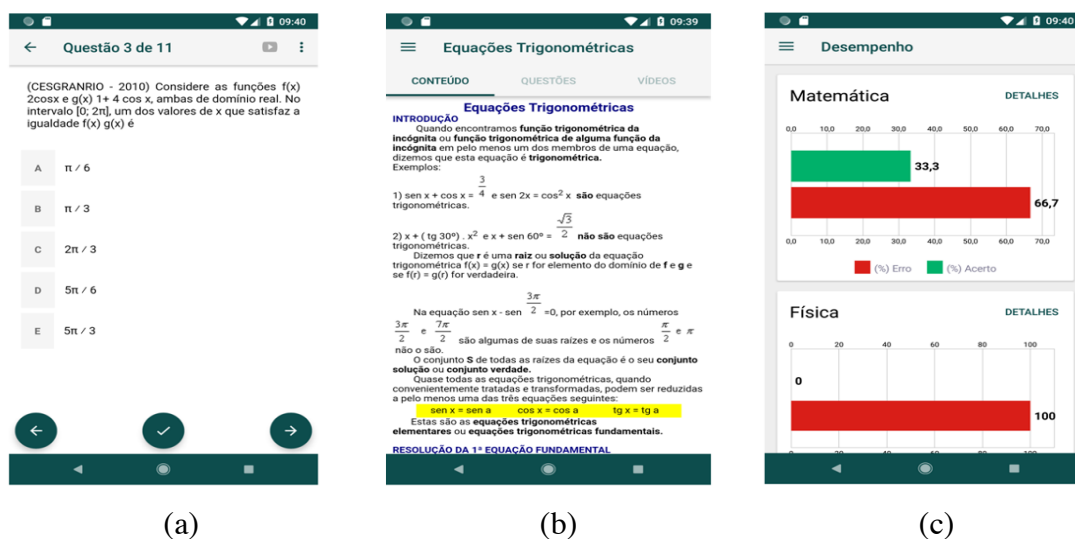 09:40
Questão 3 de 11
(CESGRANRIO - 2010) Considere as funções f(x)
2cosx e g(x) 1+ 4 cos x, ambas de domínio real. No
intervalo [0; 2π], um dos valores de x que satisfaz a
igualdade f(x) g(x) é
A π / 6
B π / 3
C 2π / 3
D 5π / 6
E 5π / 3
(a)
09:39
Equações Trigonométricas
CONTEÚDO QUESTÕES VÍDEOS
Equações Trigonométricas
INTRODUÇÃO
Quando encontramos função trigonométrica da
incógnita ou função trigonométrica de alguma função da
incógnita em pelo menos um dos membros de uma equação,
dizemos que esta equação é trigonométrica.
Exemplos:
1) sen x + cos x = 3/4 e sen 2x = cos² x são equações
trigonométricas.
2) x + ( tg 30º) . x² e x + sen 60º = √3/2 não são equações
trigonométricas.
Dizemos que r é uma raiz ou solução da equação
trigonométrica f(x) = g(x) se r for elemento do domínio de f e g e
se f(r) = g(r) for verdadeira.
Na equação sen x - sen 3π/2 =0, por exemplo, os números
3π/2 e 7π/2 são algumas de suas raízes e os números π/2 e π
não o são.
O conjunto S de todas as raízes da equação é o seu conjunto
solução ou conjunto verdade.
Quase todas as equações trigonométricas, quando
convenientemente tratadas e transformadas, podem ser reduzidas
a pelo menos uma das três equações seguintes:
sen x = sen a cos x = cos a tg x = tg a
Estas são as equações trigonométricas
elementares ou equações trigonométricas fundamentais.
RESOLUÇÃO DA 1ª EQUAÇÃO FUNDAMENTAL
(b)
09:40
Desempenho
Matemática DETALHES
0,0 10,0 20,0 30,0 40,0 50,0 60,0 70,0
33,3
66,7
0,0 10,0 20,0 30,0 40,0 50,0 60,0 70,0
(%) Erro (%) Acerto
Física DETALHES
0 20 40 60 80 100
0
100
(c)